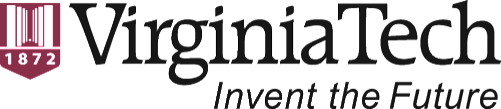 1872
VirginiaTech
Invent the Future